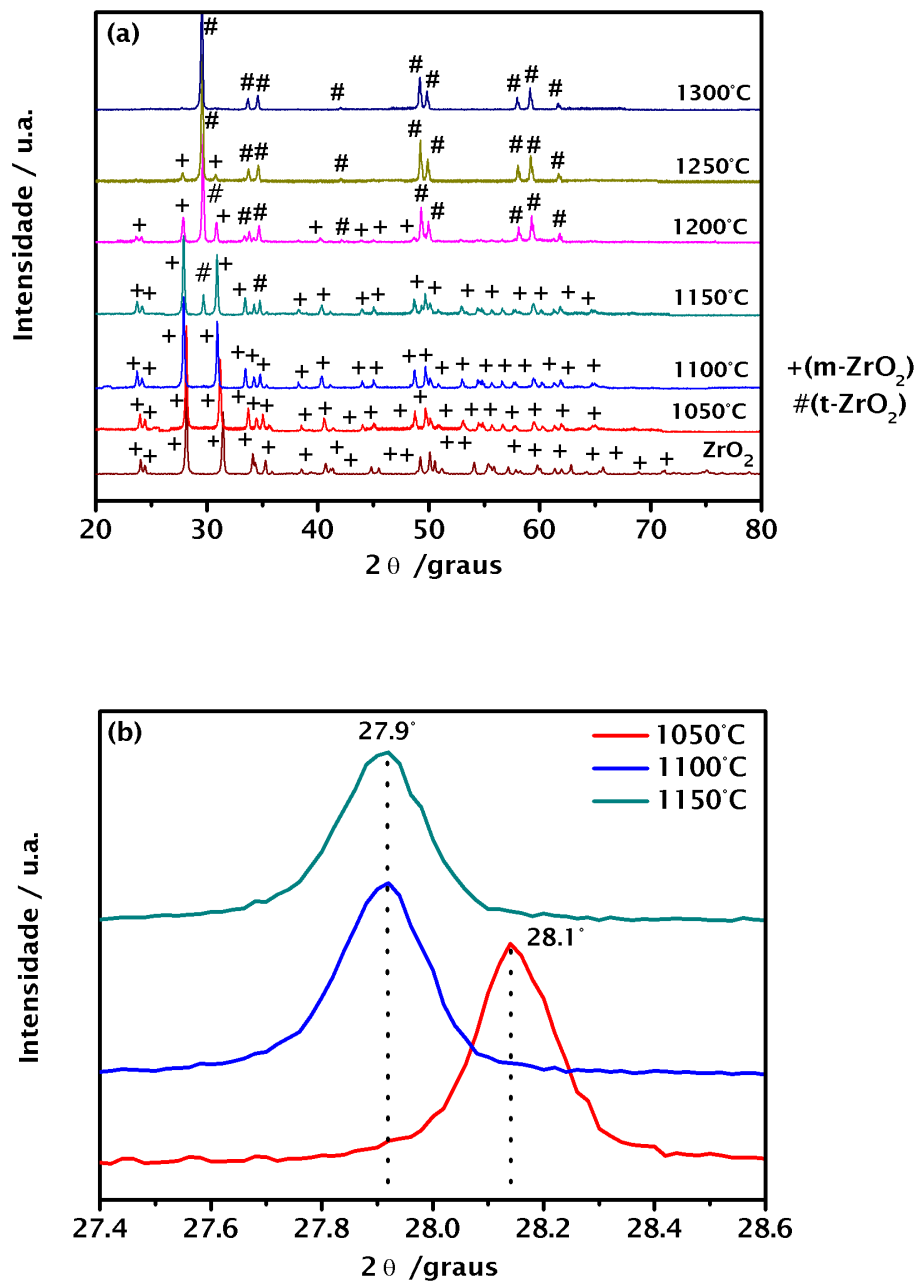 (a)
Intensidade / u.a.
1300°C
1250°C
1200°C
1150°C
1100°C
1050°C
ZrO2
+(m-ZrO2)
#(t-ZrO2)
20 30 40 50 60 70 80
2 θ /graus
(b)
27.9°
1050°C
1100°C
1150°C
28.1°
Intensidade / u.a.
27.4 27.6 27.8 28.0 28.2 28.4 28.6
2 θ /graus